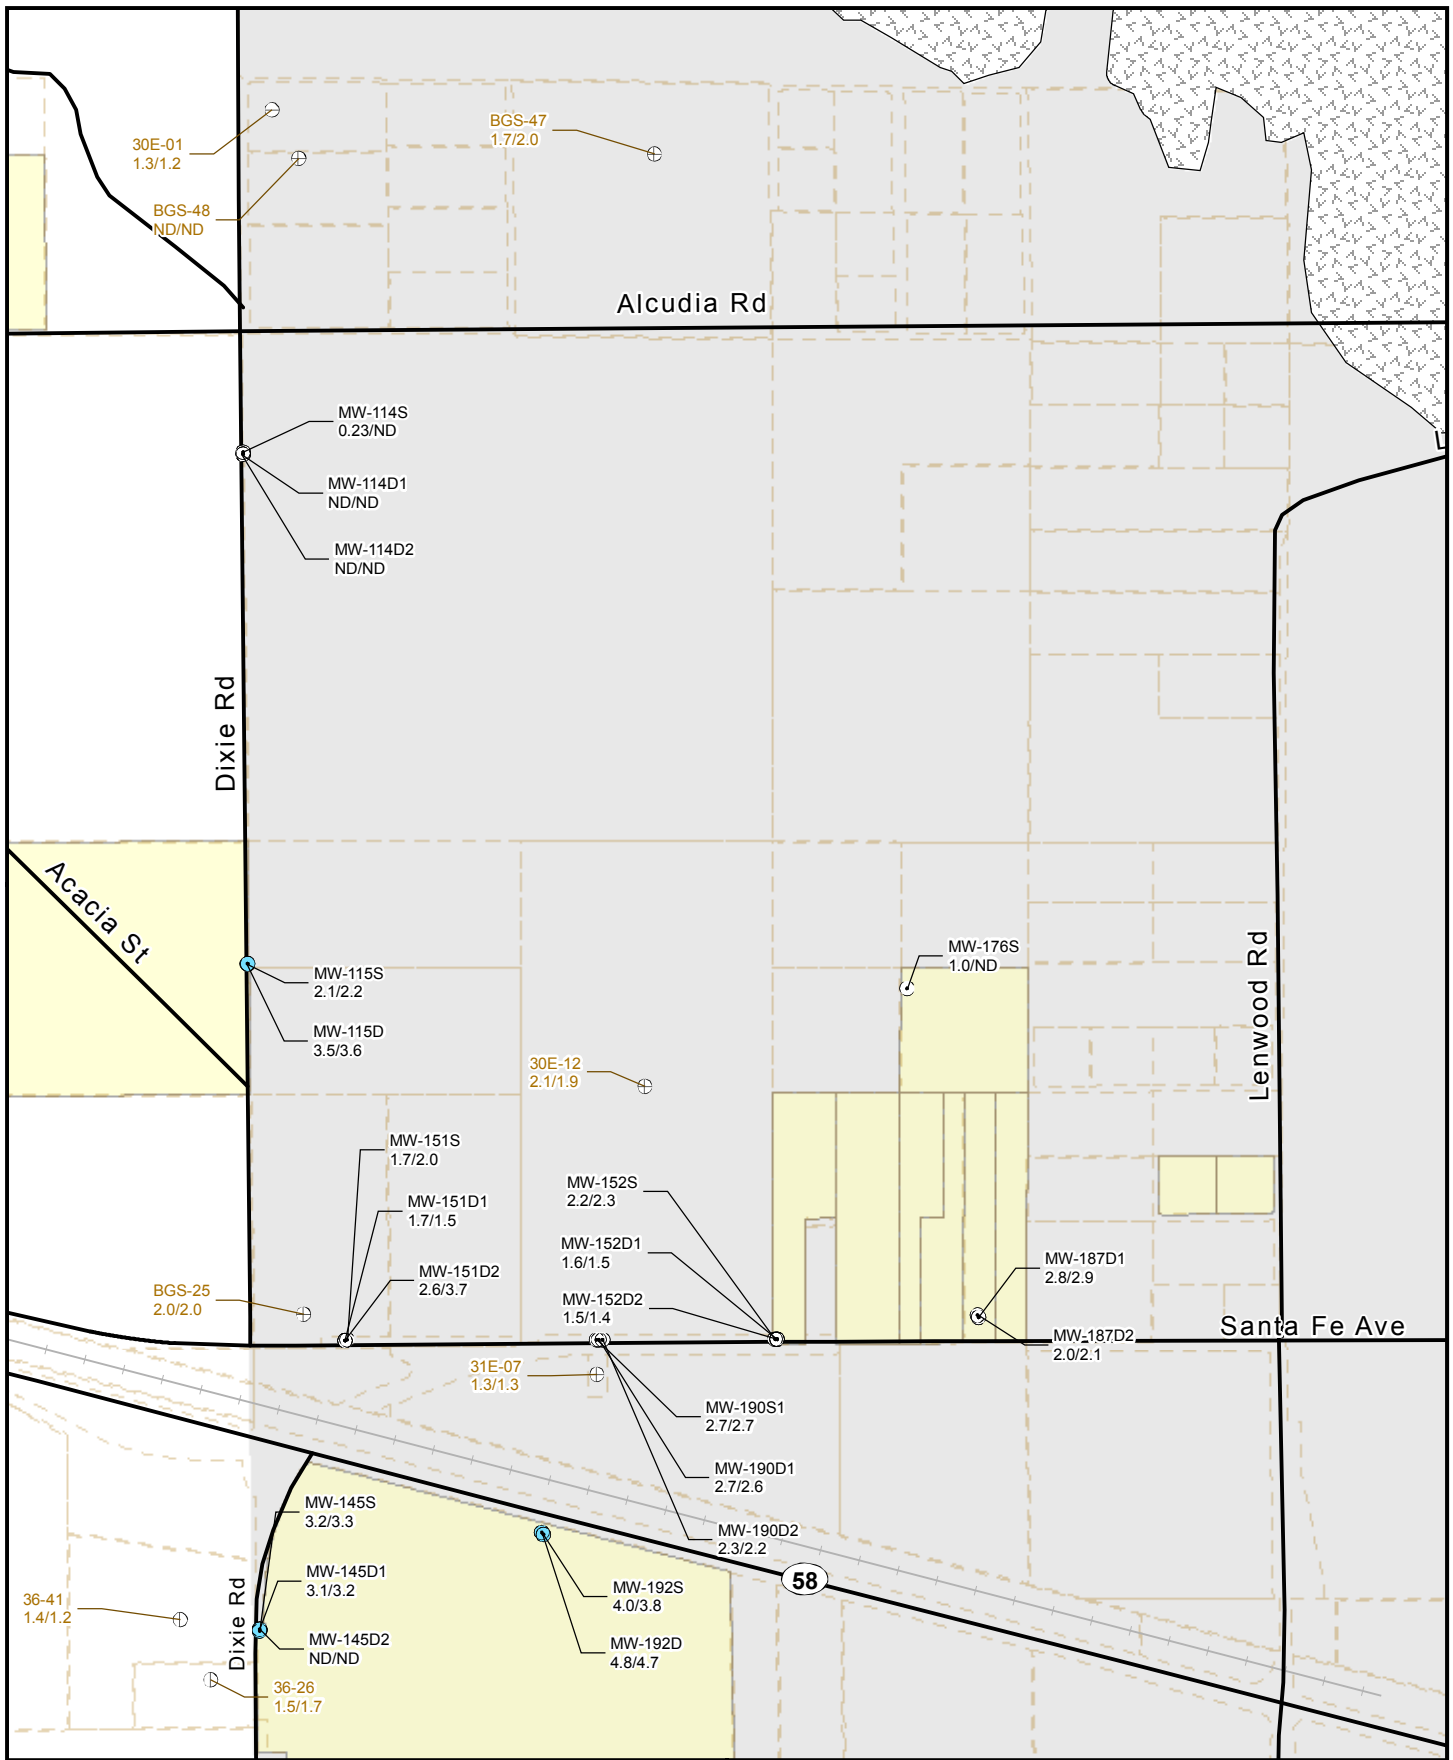 30E-01
1.3/1.2
BGS-47
1.7/2.0
BGS-48
ND/ND
Alcudia Rd
MW-114S
0.23/ND
MW-114D1
ND/ND
MW-114D2
ND/ND
Dixie Rd
Acacia St
MW-115S
2.1/2.2
MW-115D
3.5/3.6
MW-176S
1.0/ND
Lenwood Rd
30E-12
2.1/1.9
MW-151S
1.7/2.0
MW-151D1
1.7/1.5
MW-151D2
2.6/3.7
MW-152S
2.2/2.3
MW-152D1
1.6/1.5
MW-152D2
1.5/1.4
MW-187D1
2.8/2.9
MW-187D2
2.0/2.1
BGS-25
2.0/2.0
Santa Fe Ave
31E-07
1.3/1.3
MW-190S1
2.7/2.7
MW-190D1
2.7/2.6
MW-190D2
2.3/2.2
58
MW-145S
3.2/3.3
MW-145D1
3.1/3.2
MW-145D2
ND/ND
MW-192S
4.0/3.8
MW-192D
4.8/4.7
36-41
1.4/1.2
Dixie Rd
36-26
1.5/1.7